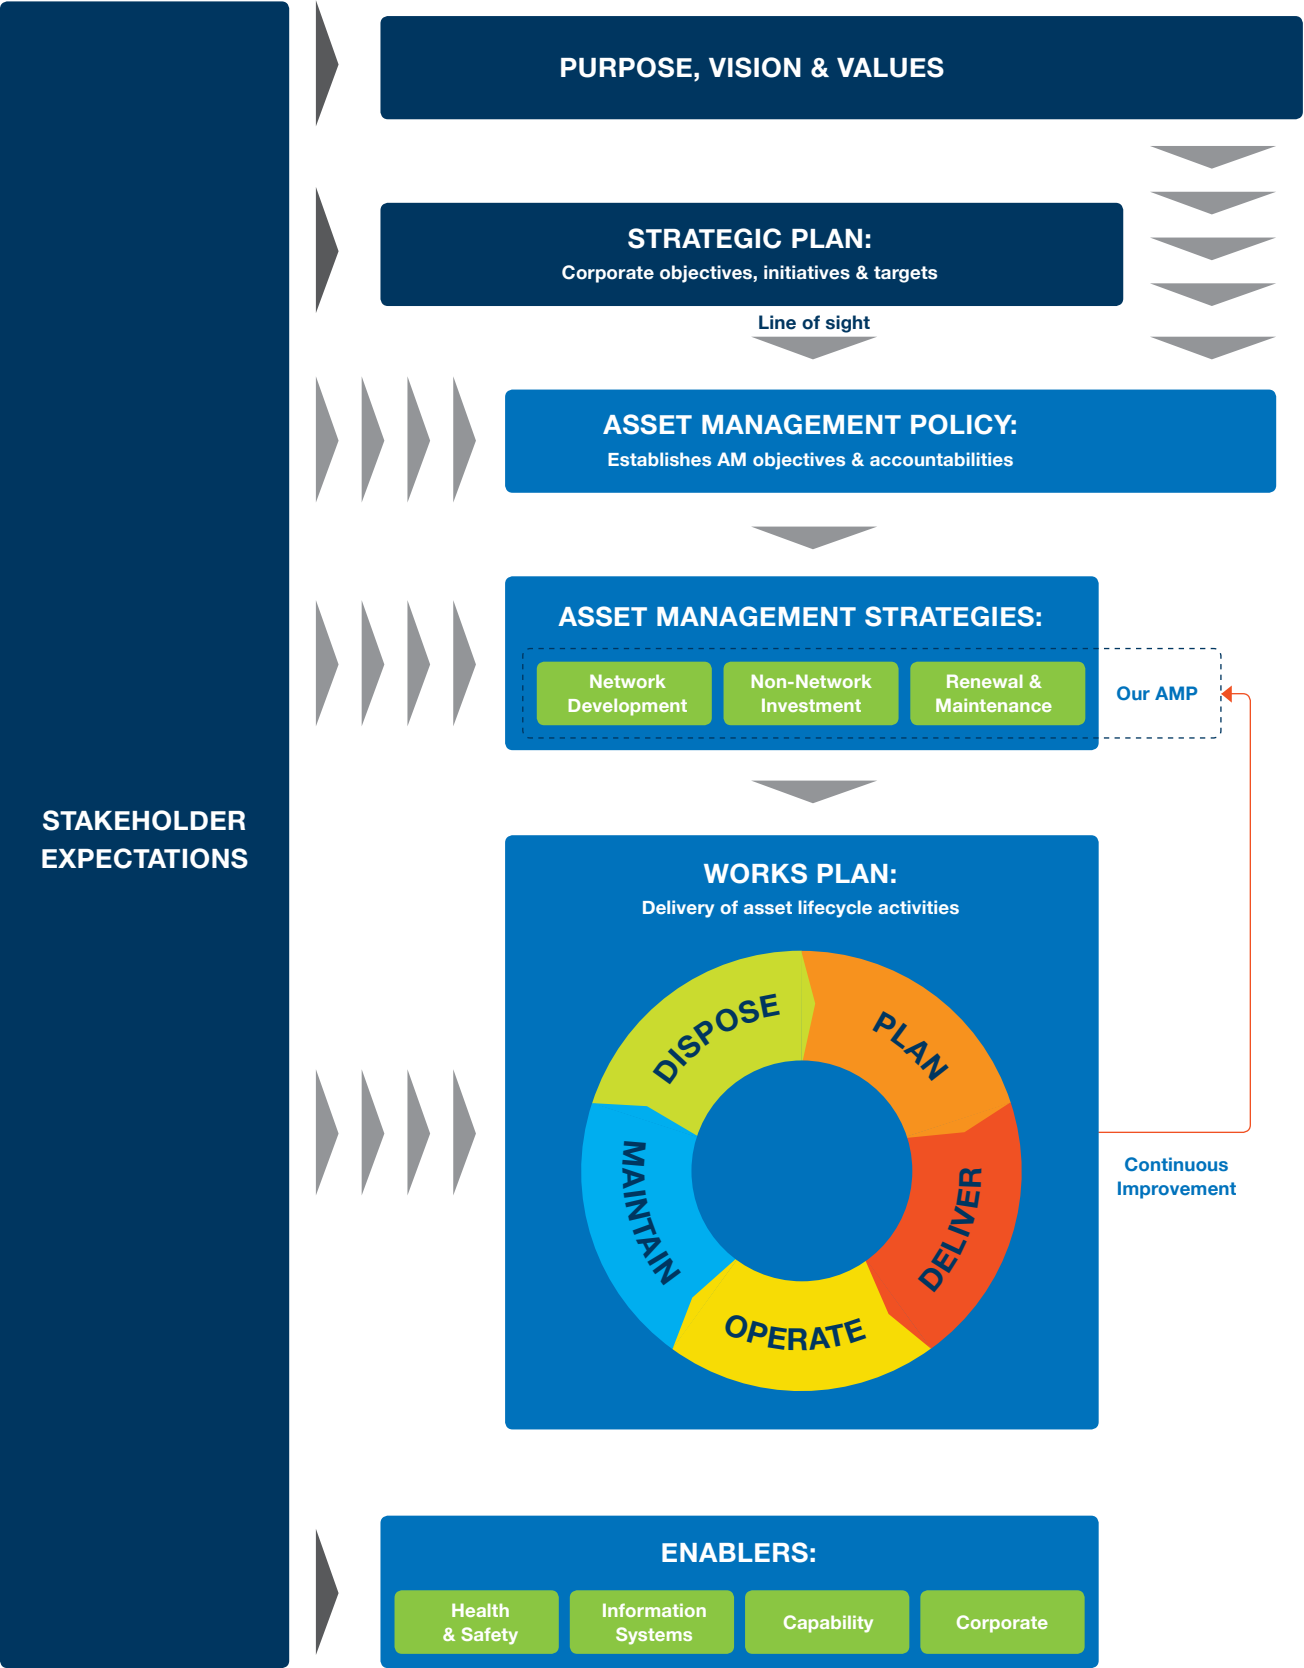 PURPOSE, VISION & VALUES
STRATEGIC PLAN:
Corporate objectives, initiatives & targets
Line of sight
ASSET MANAGEMENT POLICY:
Establishes AM objectives & accountabilities
ASSET MANAGEMENT STRATEGIES:
Network
Development
Non-Network
Investment
Renewal &
Maintenance
Our AMP
STAKEHOLDER
EXPECTATIONS
WORKS PLAN:
Delivery of asset lifecycle activities
PLAN
DELIVER
OPERATE
MAINTAIN
DISPOSE
Continuous
Improvement
ENABLERS:
Health
& Safety
Information
Systems
Capability
Corporate